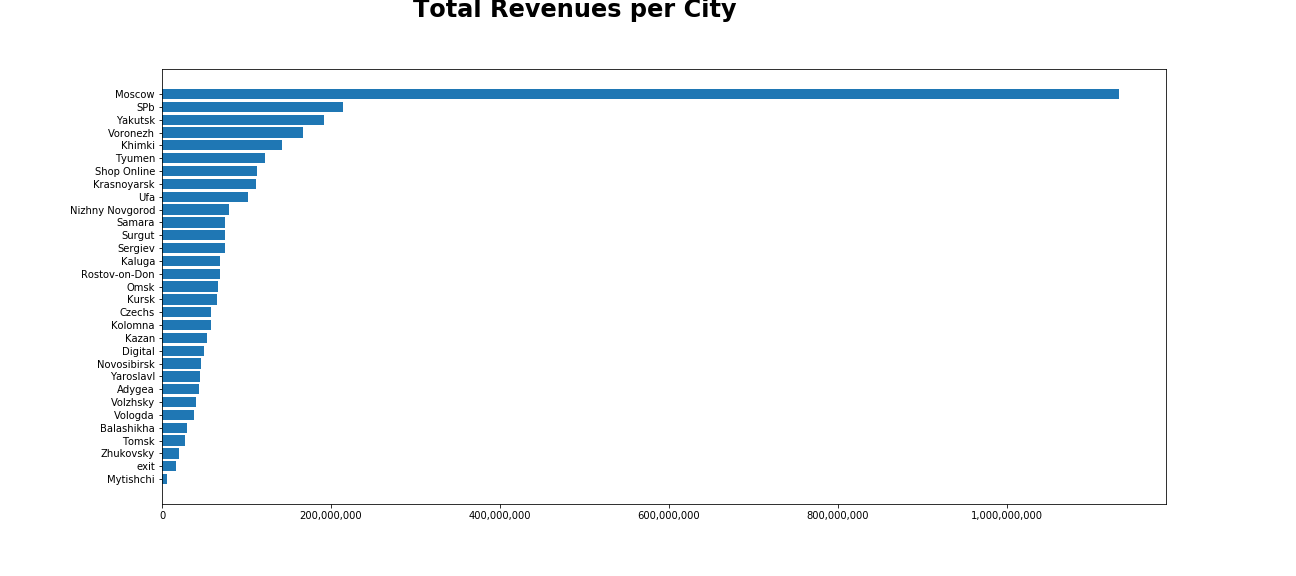 Total Revenues per City
Moscow
SPb
Yakutsk
Voronezh
Khimki
Tyumen
Shop Online
Krasnoyarsk
Ufa
Nizhny Novgorod
Samara
Surgut
Sergiev
Kaluga
Rostov-on-Don
Omsk
Kursk
Czechs
Kolomna
Kazan
Digital
Novosibirsk
Yaroslavl
Adygea
Volzhsky
Vologda
Balashikha
Tomsk
Zhukovsky
exit
Mytishchi
0 200,000,000 400,000,000 600,000,000 800,000,000 1,000,000,000